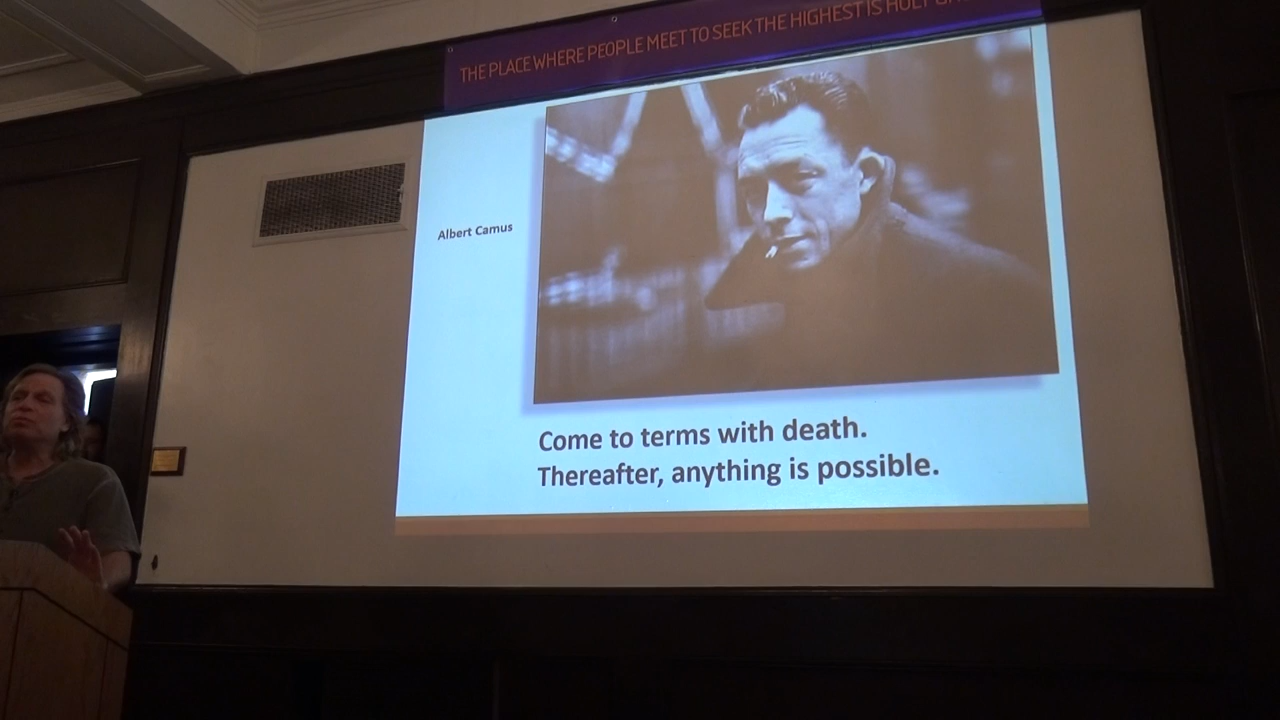 THE PLACE WHERE PEOPLE MEET TO SEEK THE HIGHEST IS HOLY
Albert Camus
Come to terms with death.
Thereafter, anything is possible.